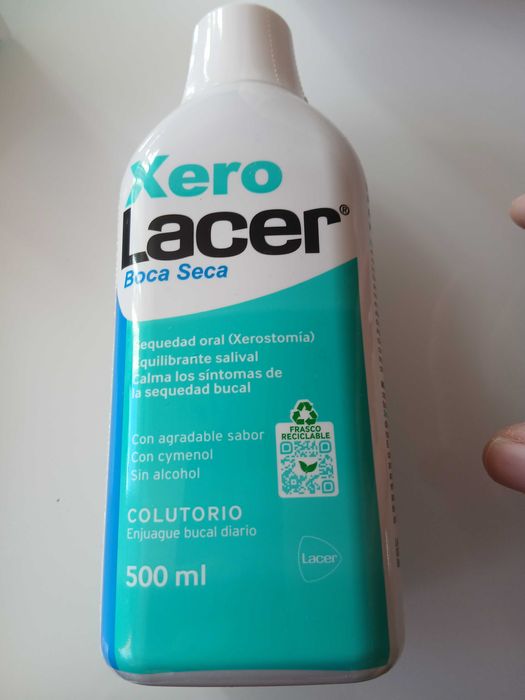 Xero
Lacer®
Boca Seca
Sequedad oral (Xerostomía)
Equilibrante salival
Calma los síntomas de
la sequedad bucal
Con agradable sabor
Con cymenol
Sin alcohol
FRASCO
RECICLABLE
COLUTORIO
Enjuague bucal diario
Lacer
500 ml